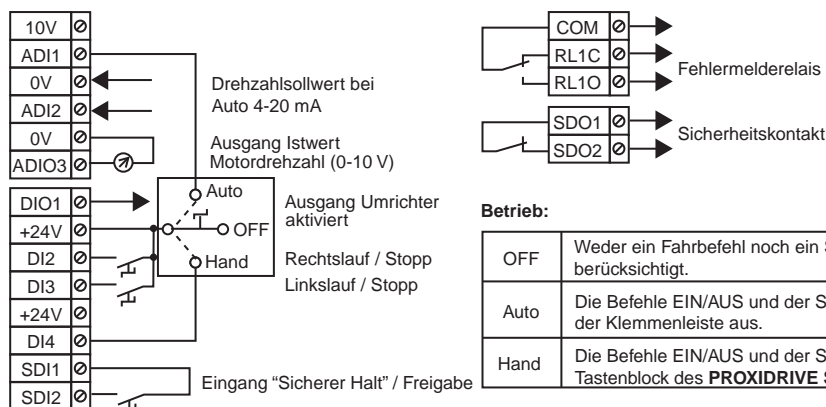 10V
ADI1
0V
ADI2
0V
ADIO3
Drehzahlsollwert bei
Auto 4-20 mA
Ausgang Istwert
Motordrehzahl (0-10 V)
DIO1
+24V
DI2
DI3
+24V
DI4
SDI1
SDI2
Auto
OFF
Hand
Ausgang Umrichter
aktiviert
Rechtslauf / Stopp
Linkslauf / Stopp
Eingang “Sicherer Halt” / Freigabe
COM
RL1C
RL1O
Fehlermelderelais
SDO1
SDO2
Sicherheitskontakt
Betrieb:
OFF
Weder ein Fahrbefehl noch ein S
berücksichtigt.
Auto
Die Befehle EIN/AUS und der S
der Klemmenleiste aus.
Hand
Die Befehle EIN/AUS und der S
Tastenblock des PROXIDRIVE S